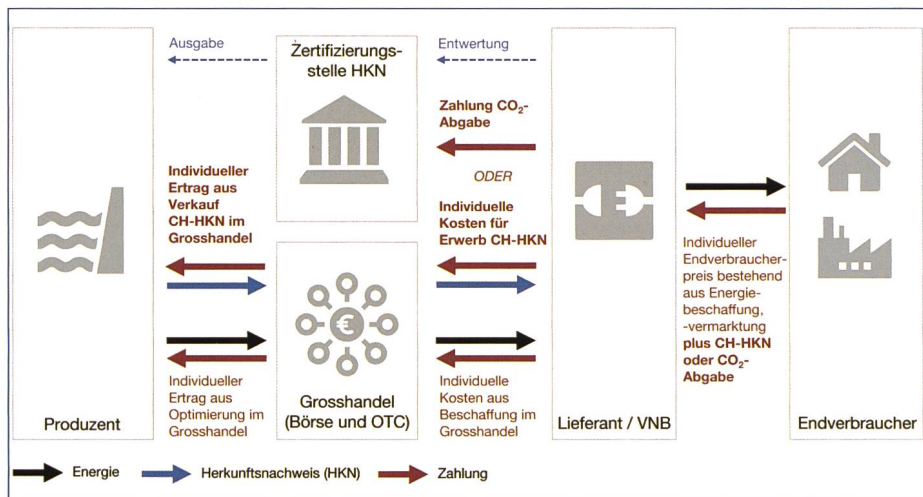 Ausgabe
Zertifizierungs-
stelle HKN
Entwertung
Zahlung CO₂-
Abgabe
ODER
Individueller
Ertrag aus
Verkauf
CH-HKN im
Grosshandel
Individuelle
Kosten für
Erwerb CH-HKN
Individueller
Endverbraucher-
preis bestehend
aus Energie-
beschaffung,
-vermarktung
plus CH-HKN
oder CO₂-
Abgabe
€
Individueller
Ertrag aus
Optimierung im
Grosshandel
Individuelle
Kosten aus
Beschaffung im
Grosshandel
Produzent
Grosshandel
(Börse und OTC)
Lieferant / VNB
Endverbraucher
Energie
Herkunftsnachweis (HKN)
Zahlung